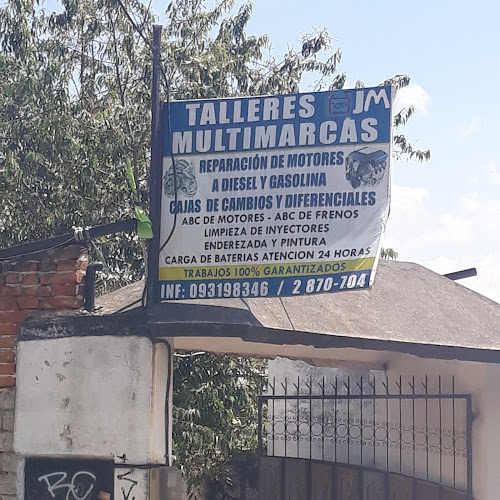 TALLERES JM
MULTIMARCAS
REPARACIÓN DE MOTORES
A DIESEL Y GASOLINA
CAJAS DE CAMBIOS Y DIFERENCIALES
ABC DE MOTORES - ABC DE FRENOS
LIMPIEZA DE INYECTORES
ENDEREZADA Y PINTURA
CARGA DE BATERIAS ATENCION 24 HORAS
TRABAJOS 100% GARANTIZADOS
INF: 093198346 / 2 870-704